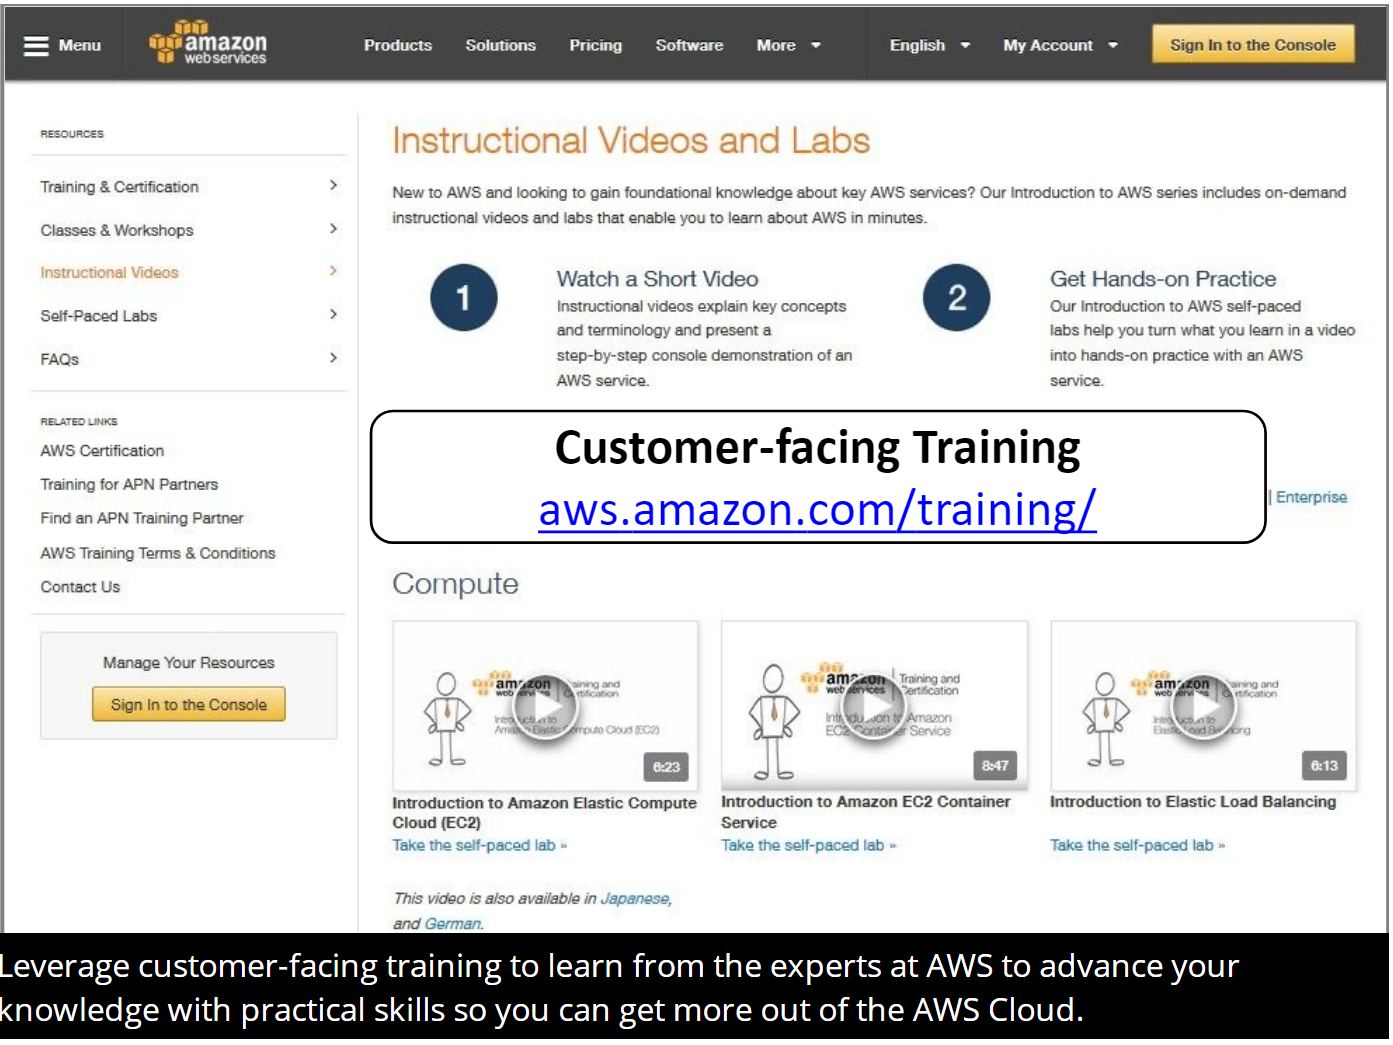 Menu
amazon
webservices
Products
Solutions
Pricing
Software
More
English
My Account
Sign In to the Console
RESOURCES
Training & Certification
Classes & Workshops
Instructional Videos
Self-Paced Labs
FAQs
RELATED LINKS
AWS Certification
Training for APN Partners
Find an APN Training Partner
AWS Training Terms & Conditions
Contact Us
Manage Your Resources
Sign In to the Console
Instructional Videos and Labs
New to AWS and looking to gain foundational knowledge about key AWS services? Our Introduction to AWS series includes on-demand
instructional videos and labs that enable you to learn about AWS in minutes.
1
Watch a Short Video
Instructional videos explain key concepts
and terminology and present a
step-by-step console demonstration of an
AWS service.
2
Get Hands-on Practice
Our Introduction to AWS self-paced
labs help you turn what you learn in a video
into hands-on practice with an AWS
service.
Customer-facing Training
aws.amazon.com/training/
| Enterprise
Compute
amazon
6:23
Introduction to Amazon Elastic Compute
Cloud (EC2)
Take the self-paced lab »
This video is also available in Japanese,
and German.
amazon
Training and
Certification
8:47
Introduction to Amazon EC2 Container
Service
Take the self-paced lab »
amazon
6:13
Introduction to Elastic Load Balancing
Take the self-paced lab »
Leverage customer-facing training to learn from the experts at AWS to advance your
knowledge with practical skills so you can get more out of the AWS Cloud.